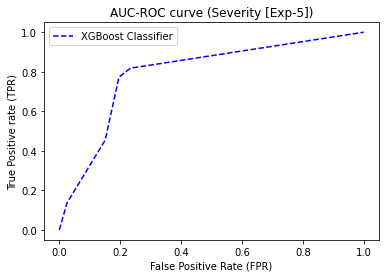 AUC-ROC curve (Severity [Exp-5])
XGBoost Classifier
True Positive rate (TPR)
1.0
0.8
0.6
0.4
0.2
0.0
0.0 0.2 0.4 0.6 0.8 1.0
False Positive Rate (FPR)